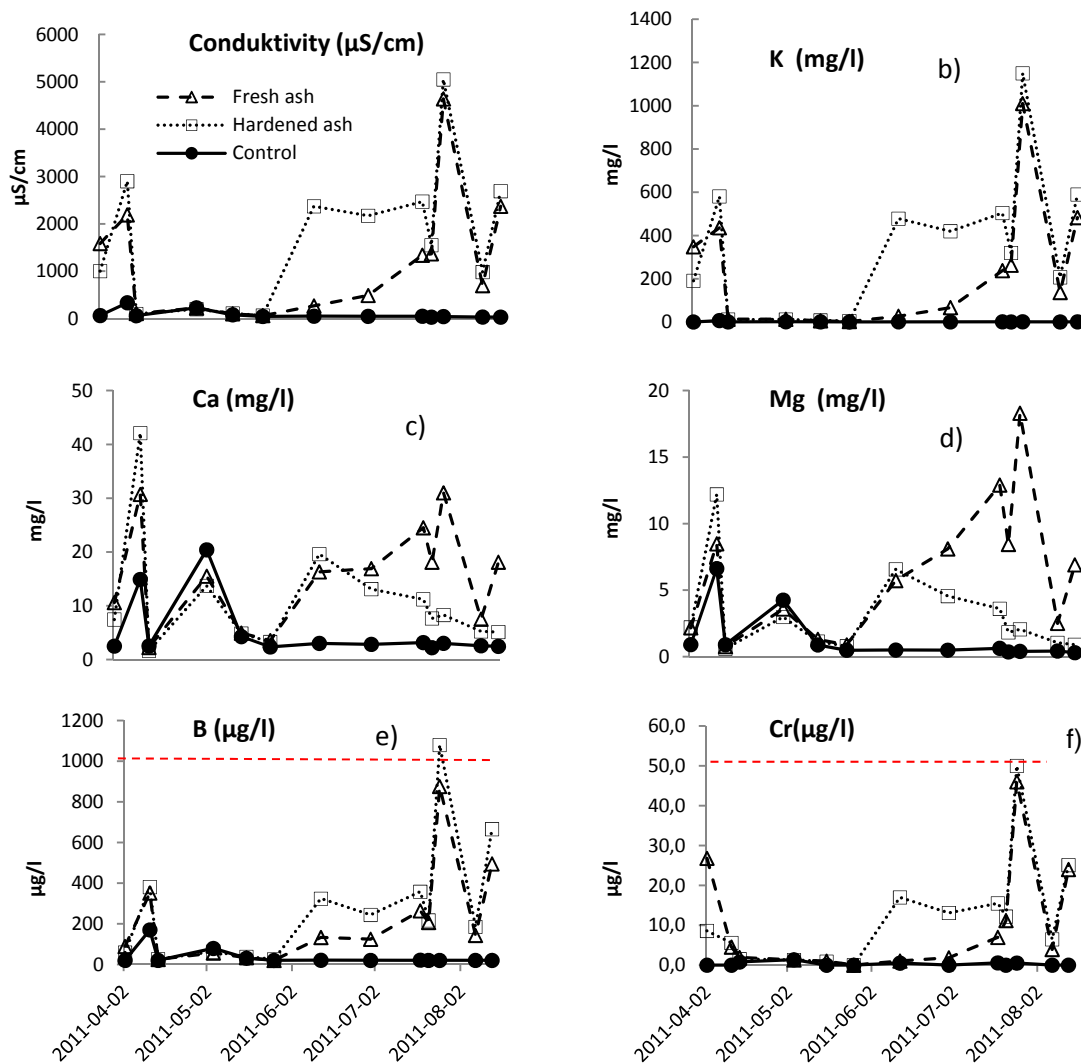 Conduktivity (µS/cm)
6000
5000
4000
3000
2000
1000
0
µS/cm
Fresh ash
Hardened ash
Control
K (mg/l)
b)
1400
1200
1000
800
600
400
200
0
mg/l
Ca (mg/l)
c)
50
40
30
20
10
0
mg/l
Mg (mg/l)
d)
20
15
10
5
0
mg/l
B (µg/l)
e)
1200
1000
800
600
400
200
0
µg/l
2011-04-02
2011-05-02
2011-06-02
2011-07-02
2011-08-02
Cr(µg/l)
f)
60,0
50,0
40,0
30,0
20,0
10,0
0,0
µg/l
2011-04-02
2011-05-02
2011-06-02
2011-07-02
2011-08-02